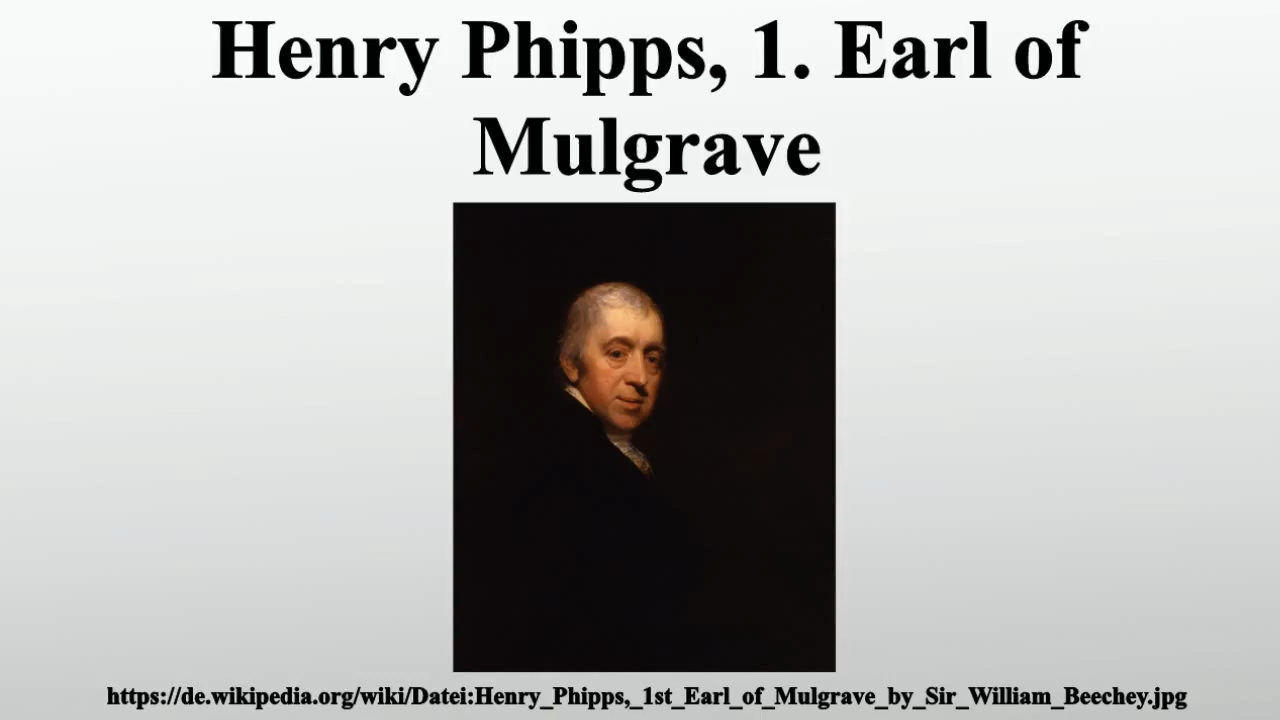 Henry Phipps, 1. Earl of
Mulgrave
https://de.wikipedia.org/wiki/Datei:Henry_Phipps,_1st_Earl_of_Mulgrave_by_Sir_William_Beechey.jpg